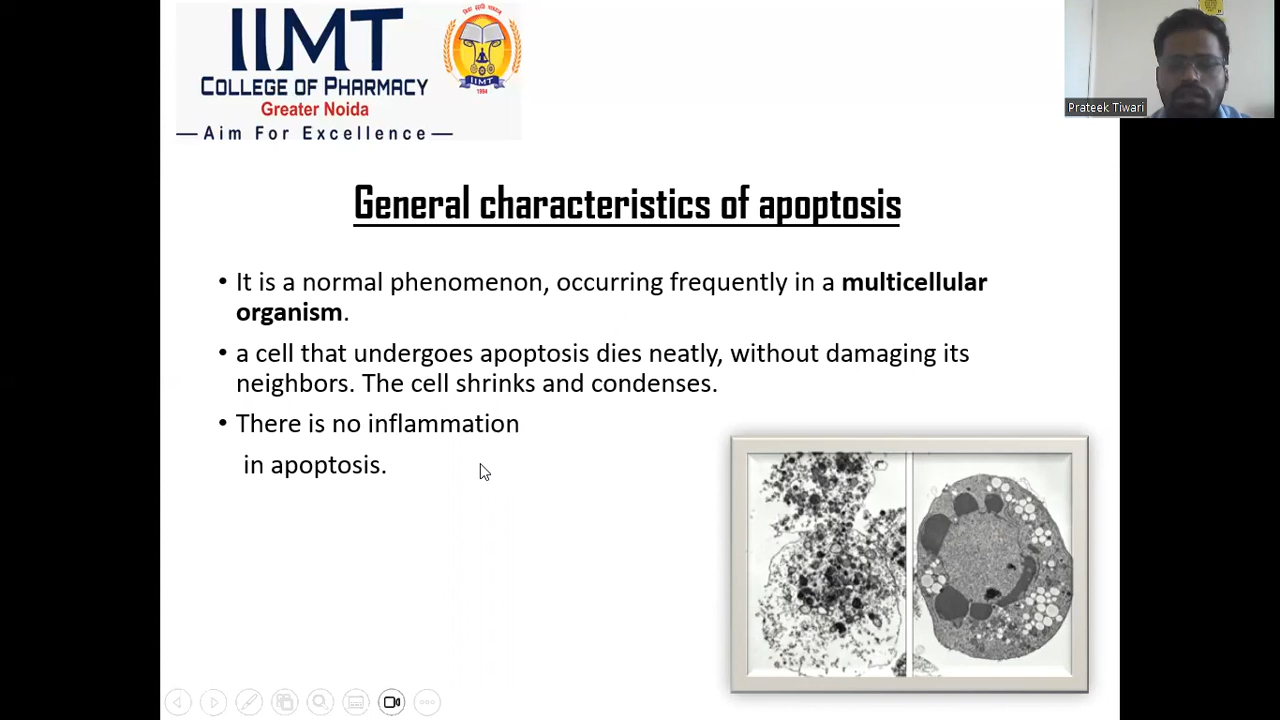 IIMT
COLLEGE OF PHARMACY
Greater Noida
Aim For Excellence
IIMT
1994
Prateek Tiwari
General characteristics of apoptosis
• It is a normal phenomenon, occurring frequently in a multicellular
organism.
• a cell that undergoes apoptosis dies neatly, without damaging its
neighbors. The cell shrinks and condenses.
• There is no inflammation
in apoptosis.